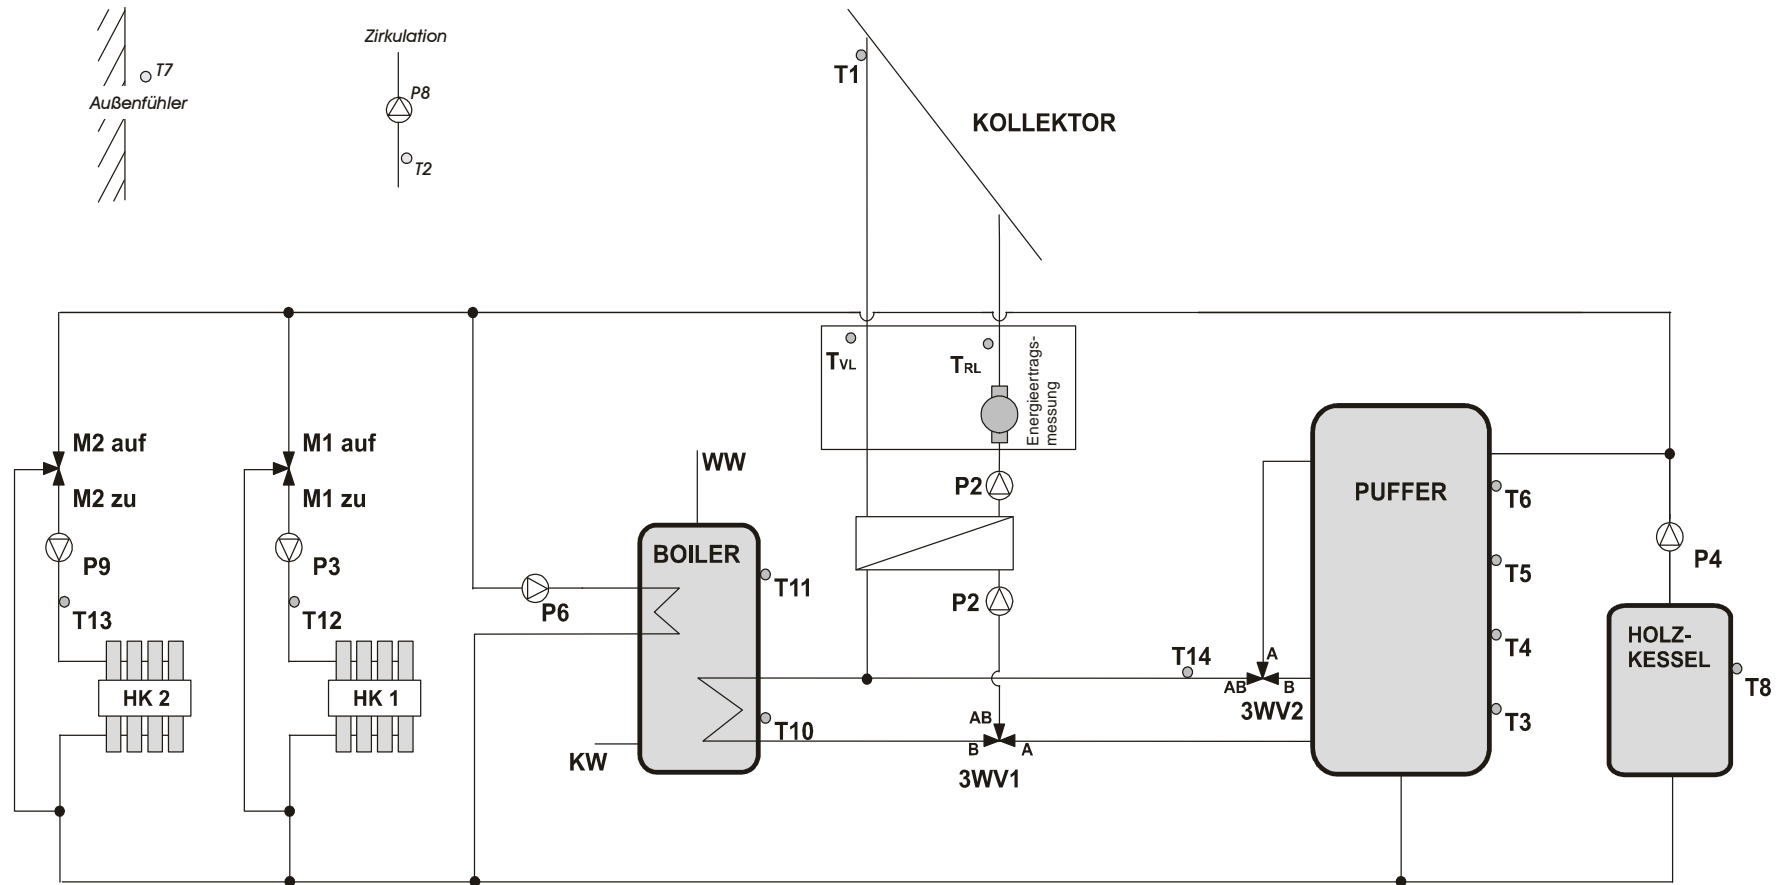 Zirkulation
T7
Außenfühler
P8
T2
T1
KOLLEKTOR
TVL
TRL
Energieertrags-
messung
M2 auf
M2 zu
M1 auf
M1 zu
P9
T13
P3
T12
HK 2
HK 1
WW
BOILER
P6
T11
T10
KW
P2
P2
T14
A
AB
B
3WV2
AB
B
A
3WV1
PUFFER
T6
T5
T4
T3
P4
HOLZ-
KESSEL
T8